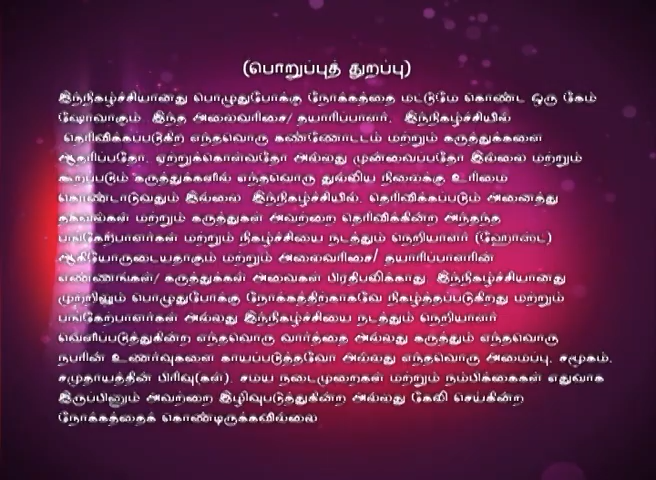 (பொறுப்புத் துறப்பு)
இந்நிகழ்ச்சியானது பொழுதுபோக்கு நோக்கத்தை மட்டுமே கொண்ட ஒரு கேம்
ஷோவாகும். இந்த அலைவரிசை/ தயாரிப்பாளர், இந்நிகழ்ச்சியில்
தெரிவிக்கப்படுகிற எந்தவொரு கண்ணோட்டம் மற்றும் கருத்துக்களை
ஆதரிப்பதோ, ஏற்றுக்கொள்வதோ அல்லது முன்வைப்பதோ இல்லை மற்றும்
கூறப்படும் கருத்துக்களில் எந்தவொரு துல்லிய நிலைக்கு உரிமை
கொண்டாடுவதும் இல்லை. இந்நிகழ்ச்சியில், தெரிவிக்கப்படும் அனைத்து
தகவல்கள் மற்றும் கருத்துகள் அவற்றை தெரிவிக்கின்ற அந்தந்த
பங்கேற்பாளர்கள் மற்றும் நிகழ்ச்சியை நடத்தும் நெறியாளர் (ஹோஸ்ட்)
ஆகியோருடையதாகும் மற்றும் அலைவரிசை/ தயாரிப்பாளரின்
எண்ணங்கள்/ கருத்துக்கள் அவைகள் பிரதிபலிக்காது. இந்நிகழ்ச்சியானது
முற்றிலும் பொழுதுபோக்கு நோக்கத்திற்காகவே நிகழ்த்தப்படுகிறது மற்றும்
பங்கேற்பாளர்கள் அல்லது இந்நிகழ்ச்சியை நடத்தும் நெறியாளர்
வெளிப்படுத்துகின்ற எந்தவொரு வார்த்தை அல்லது கருத்தும் எந்தவொரு
நபரின் உணர்வுகளை காயப்படுத்தவோ அல்லது எந்தவொரு அமைப்பு, சமூகம்,
சமுதாயத்தின் பிரிவு(கள்), சமய நடைமுறைகள் மற்றும் நம்பிக்கைகள் எதுவாக
இருப்பினும் அவற்றை இழிவுபடுத்துகின்ற அல்லது கேலி செய்கின்ற
நோக்கத்தைக் கொண்டிருக்கவில்லை